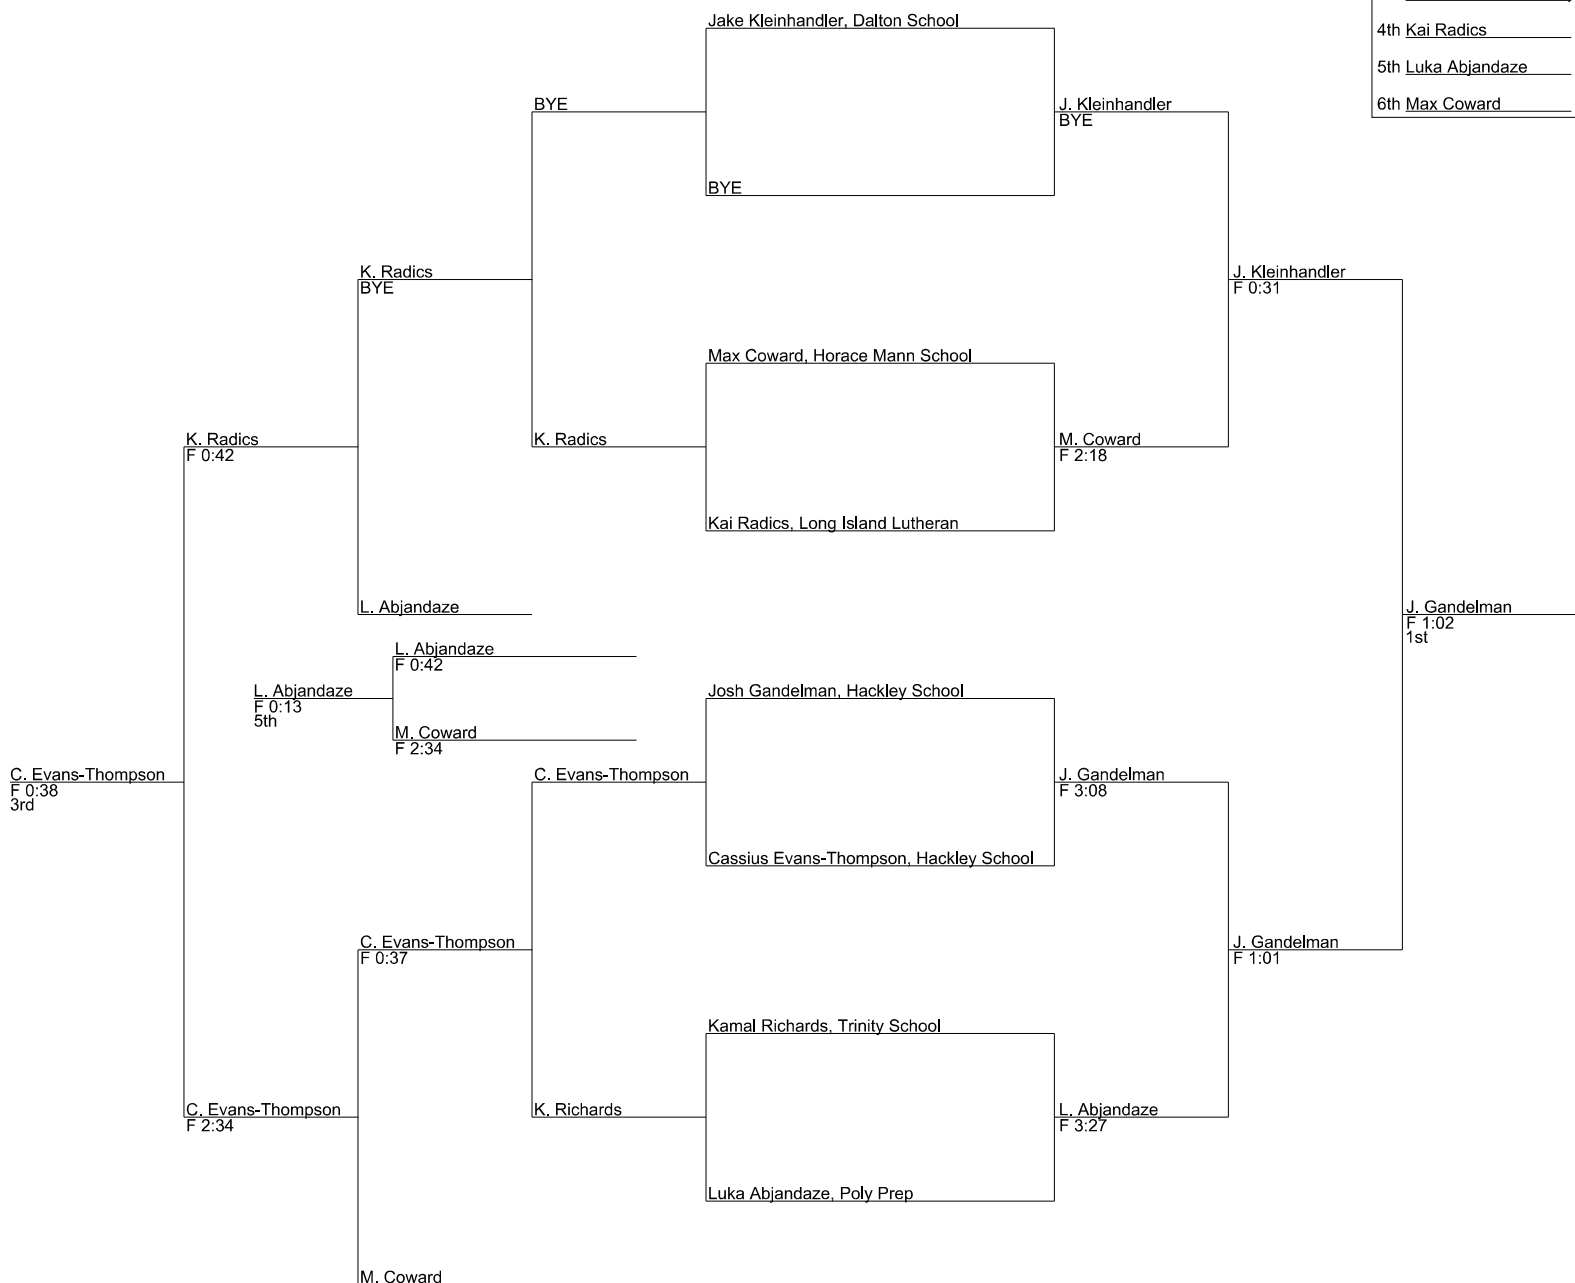 Jake Kleinhandler, Dalton School
4th Kai Radics
5th Luka Abjandaze
6th Max Coward
BYE
J. Kleinhandler
BYE
BYE
K. Radics
BYE
J. Kleinhandler
F 0:31
Max Coward, Horace Mann School
K. Radics
F 0:42
K. Radics
M. Coward
F 2:18
Kai Radics, Long Island Lutheran
L. Abjandaze
J. Gandelman
F 1:02
1st
L. Abjandaze
F 0:42
L. Abjandaze
F 0:13
5th
Josh Gandelman, Hackley School
M. Coward
F 2:34
C. Evans-Thompson
F 0:38
3rd
C. Evans-Thompson
J. Gandelman
F 3:08
Cassius Evans-Thompson, Hackley School
C. Evans-Thompson
F 0:37
J. Gandelman
F 1:01
Kamal Richards, Trinity School
C. Evans-Thompson
F 2:34
K. Richards
L. Abjandaze
F 3:27
Luka Abjandaze, Poly Prep
M. Coward